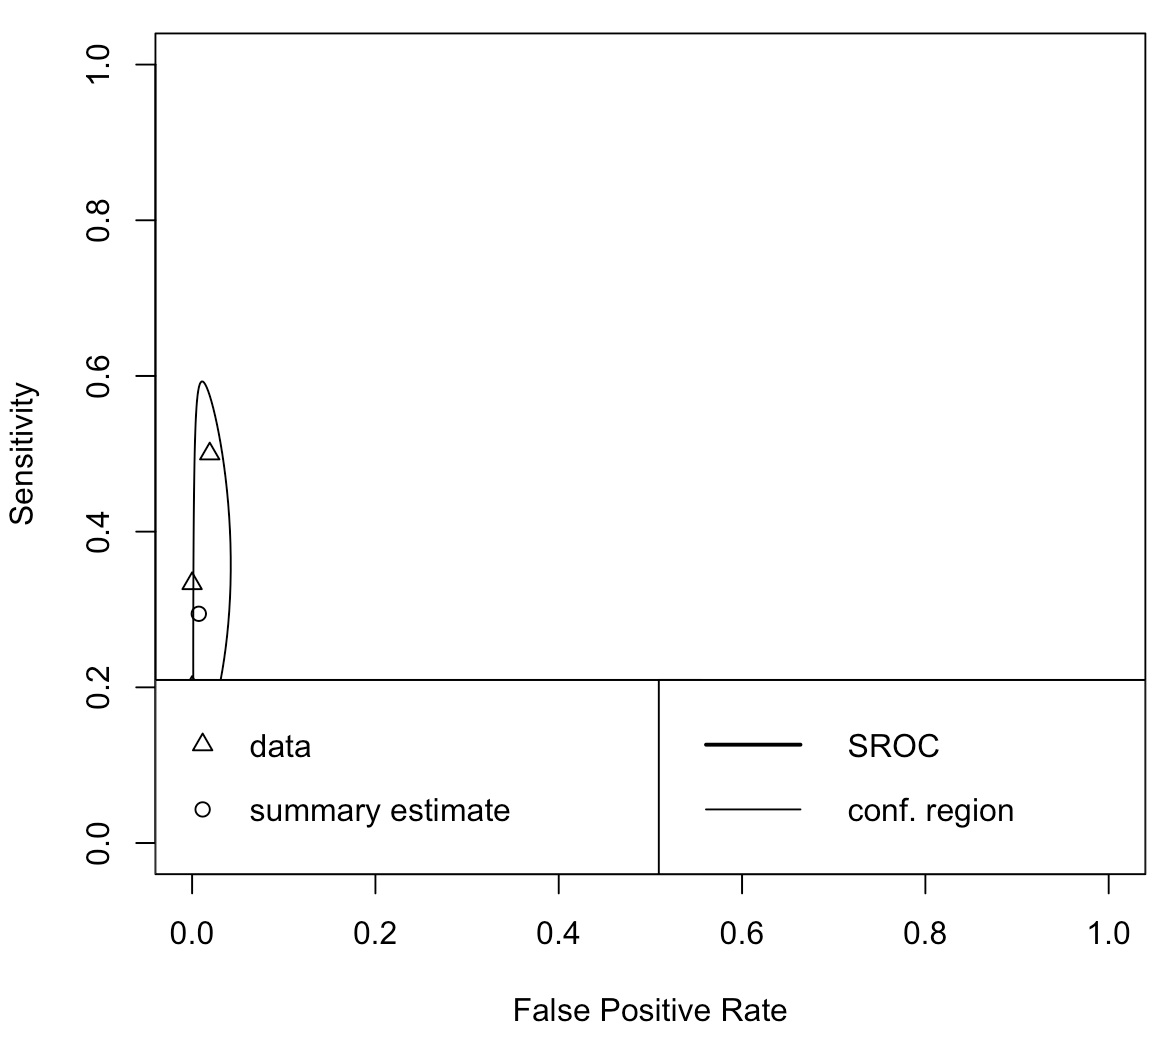 1.0
0.8
0.6
0.4
0.2
0.0
Sensitivity
data
summary estimate
SROC
conf. region
0.0 0.2 0.4 0.6 0.8 1.0
False Positive Rate